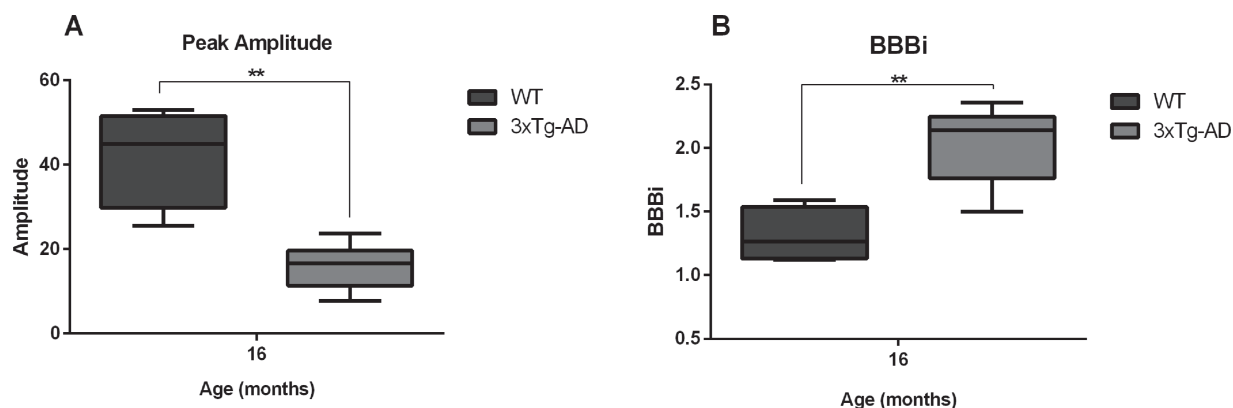 A
Peak Amplitude
**
60
40
20
0
Amplitude
16
Age (months)
WT
3xTg-AD
B
BBBi
**
2.5
2.0
1.5
1.0
0.5
BBBi
16
Age (months)
WT
3xTg-AD